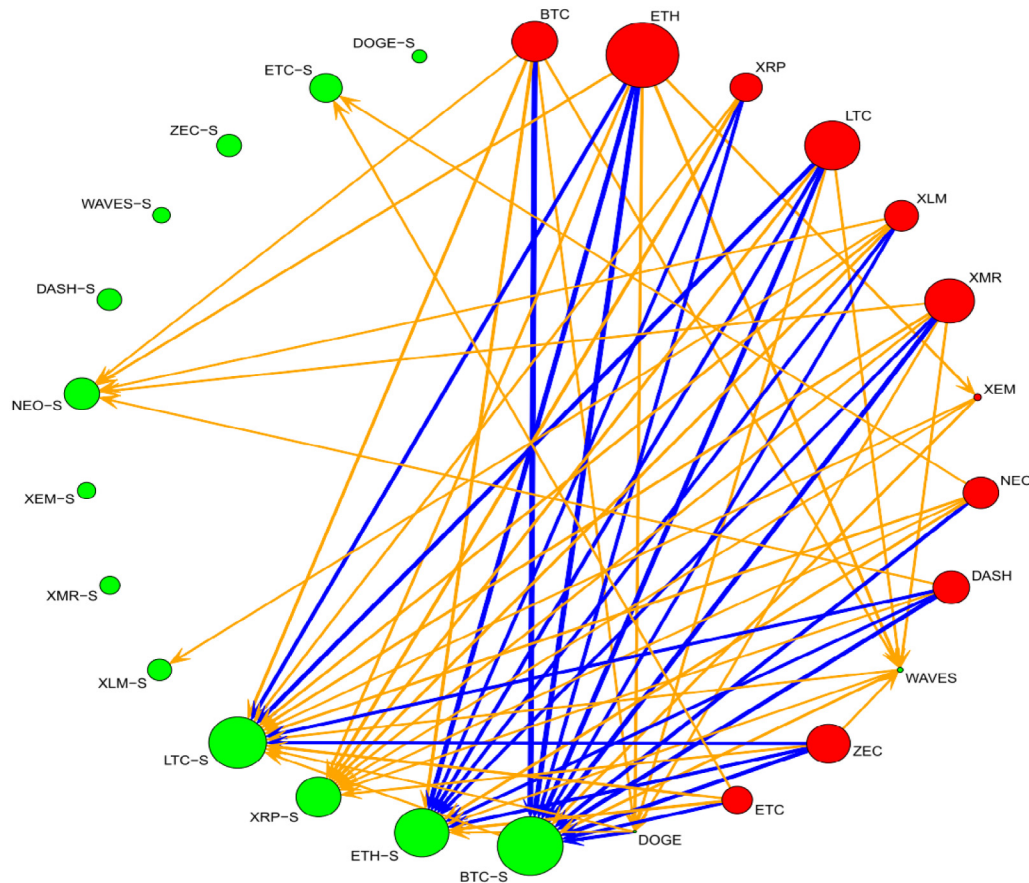 BTC
ETH
DOGE-S
XRP
ETC-S
LTC
ZEC-S
XLM
WAVES-S
XMR
DASH-S
XEM
NEO-S
NEO
XEM-S
DASH
XMR-S
WAVES
XLM-S
ZEC
LTC-S
ETC
XRP-S
DOGE
ETH-S
BTC-S